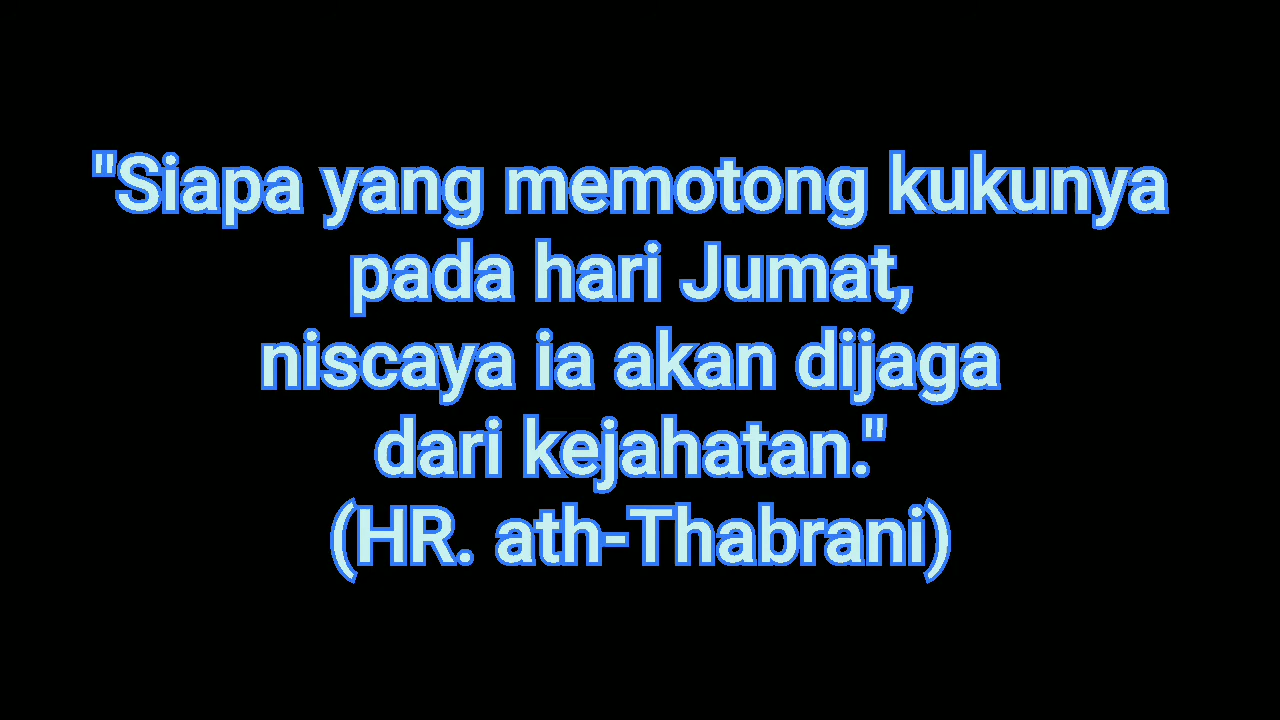 "Siapa yang memotong kukunya
pada hari Jumat,
niscaya ia akan dijaga
dari kejahatan."
(HR. ath-Thabrani)